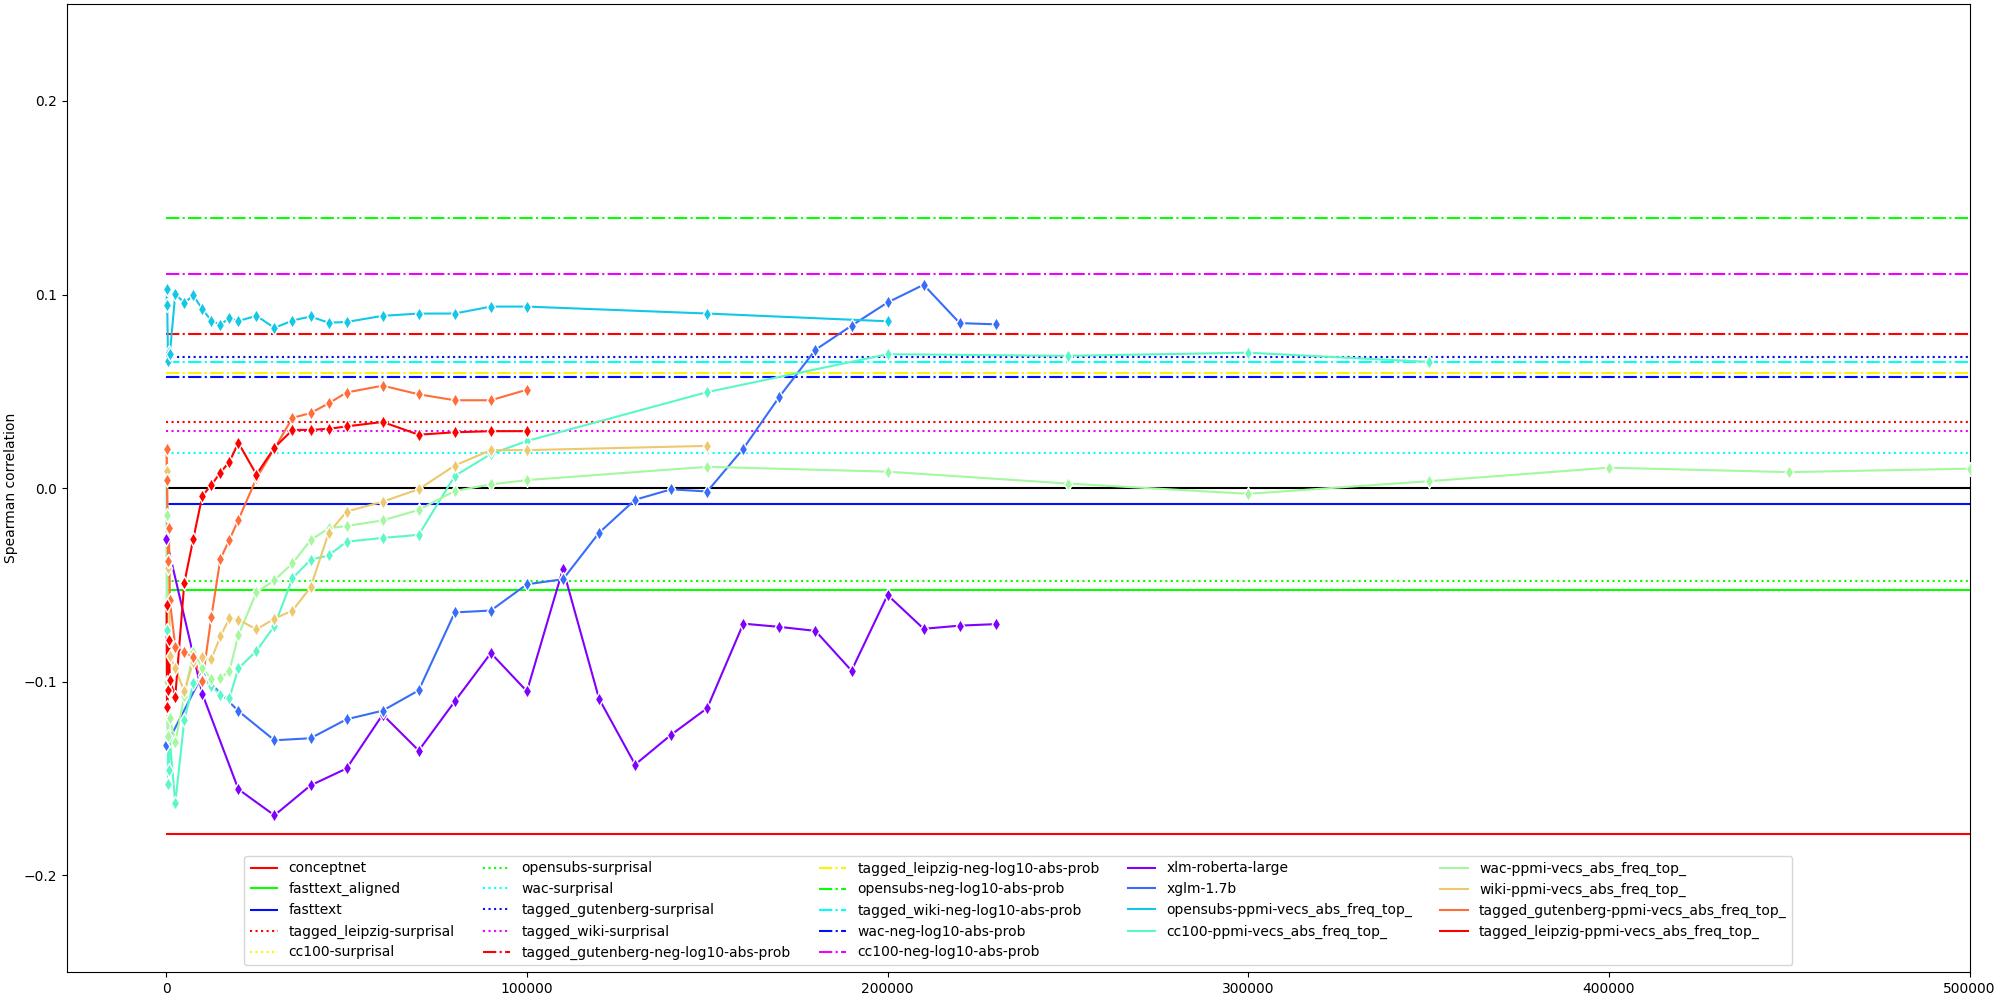 0.2
0.1
0.0
−0.1
−0.2
Spearman correlation
conceptnet
fasttext_aligned
fasttext
tagged_leipzig-surprisal
cc100-surprisal
opensubs-surprisal
wac-surprisal
tagged_gutenberg-surprisal
tagged_wiki-surprisal
tagged_gutenberg-neg-log10-abs-prob
tagged_leipzig-neg-log10-abs-prob
opensubs-neg-log10-abs-prob
tagged_wiki-neg-log10-abs-prob
wac-neg-log10-abs-prob
cc100-neg-log10-abs-prob
xlm-roberta-large
xglm-1.7b
opensubs-ppmi-vecs_abs_freq_top_
cc100-ppmi-vecs_abs_freq_top_
wac-ppmi-vecs_abs_freq_top_
wiki-ppmi-vecs_abs_freq_top_
tagged_gutenberg-ppmi-vecs_abs_freq_top_
tagged_leipzig-ppmi-vecs_abs_freq_top_
0
100000
200000
300000
400000
500000